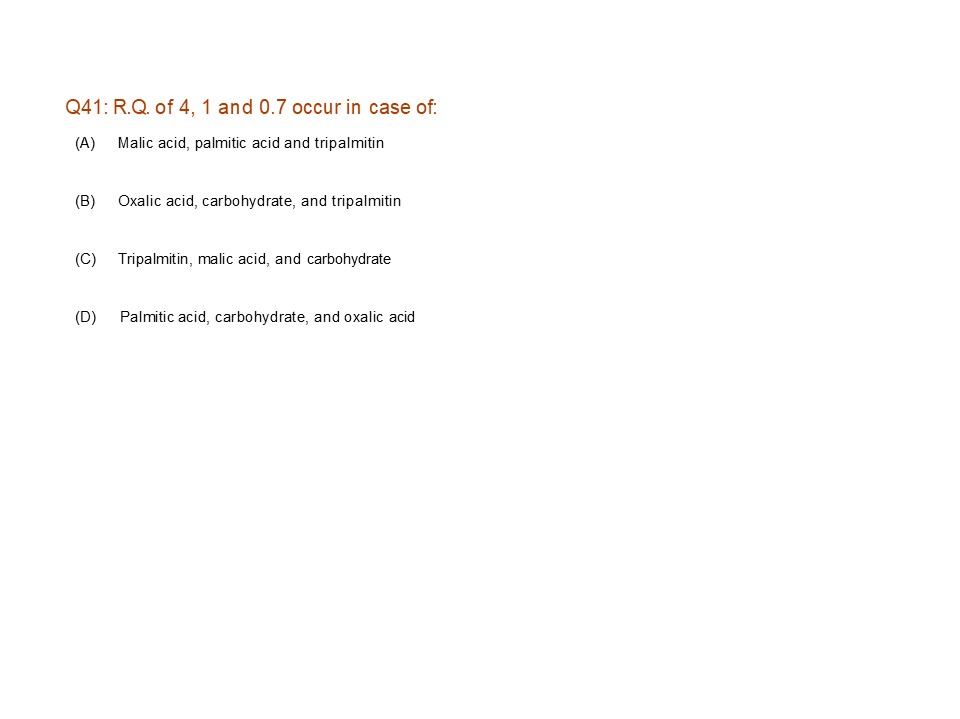 Q41: R.Q. of 4, 1 and 0.7 occur in case of:
(A) Malic acid, palmitic acid and tripalmitin
(B) Oxalic acid, carbohydrate, and tripalmitin
(C) Tripalmitin, malic acid, and carbohydrate
(D) Palmitic acid, carbohydrate, and oxalic acid